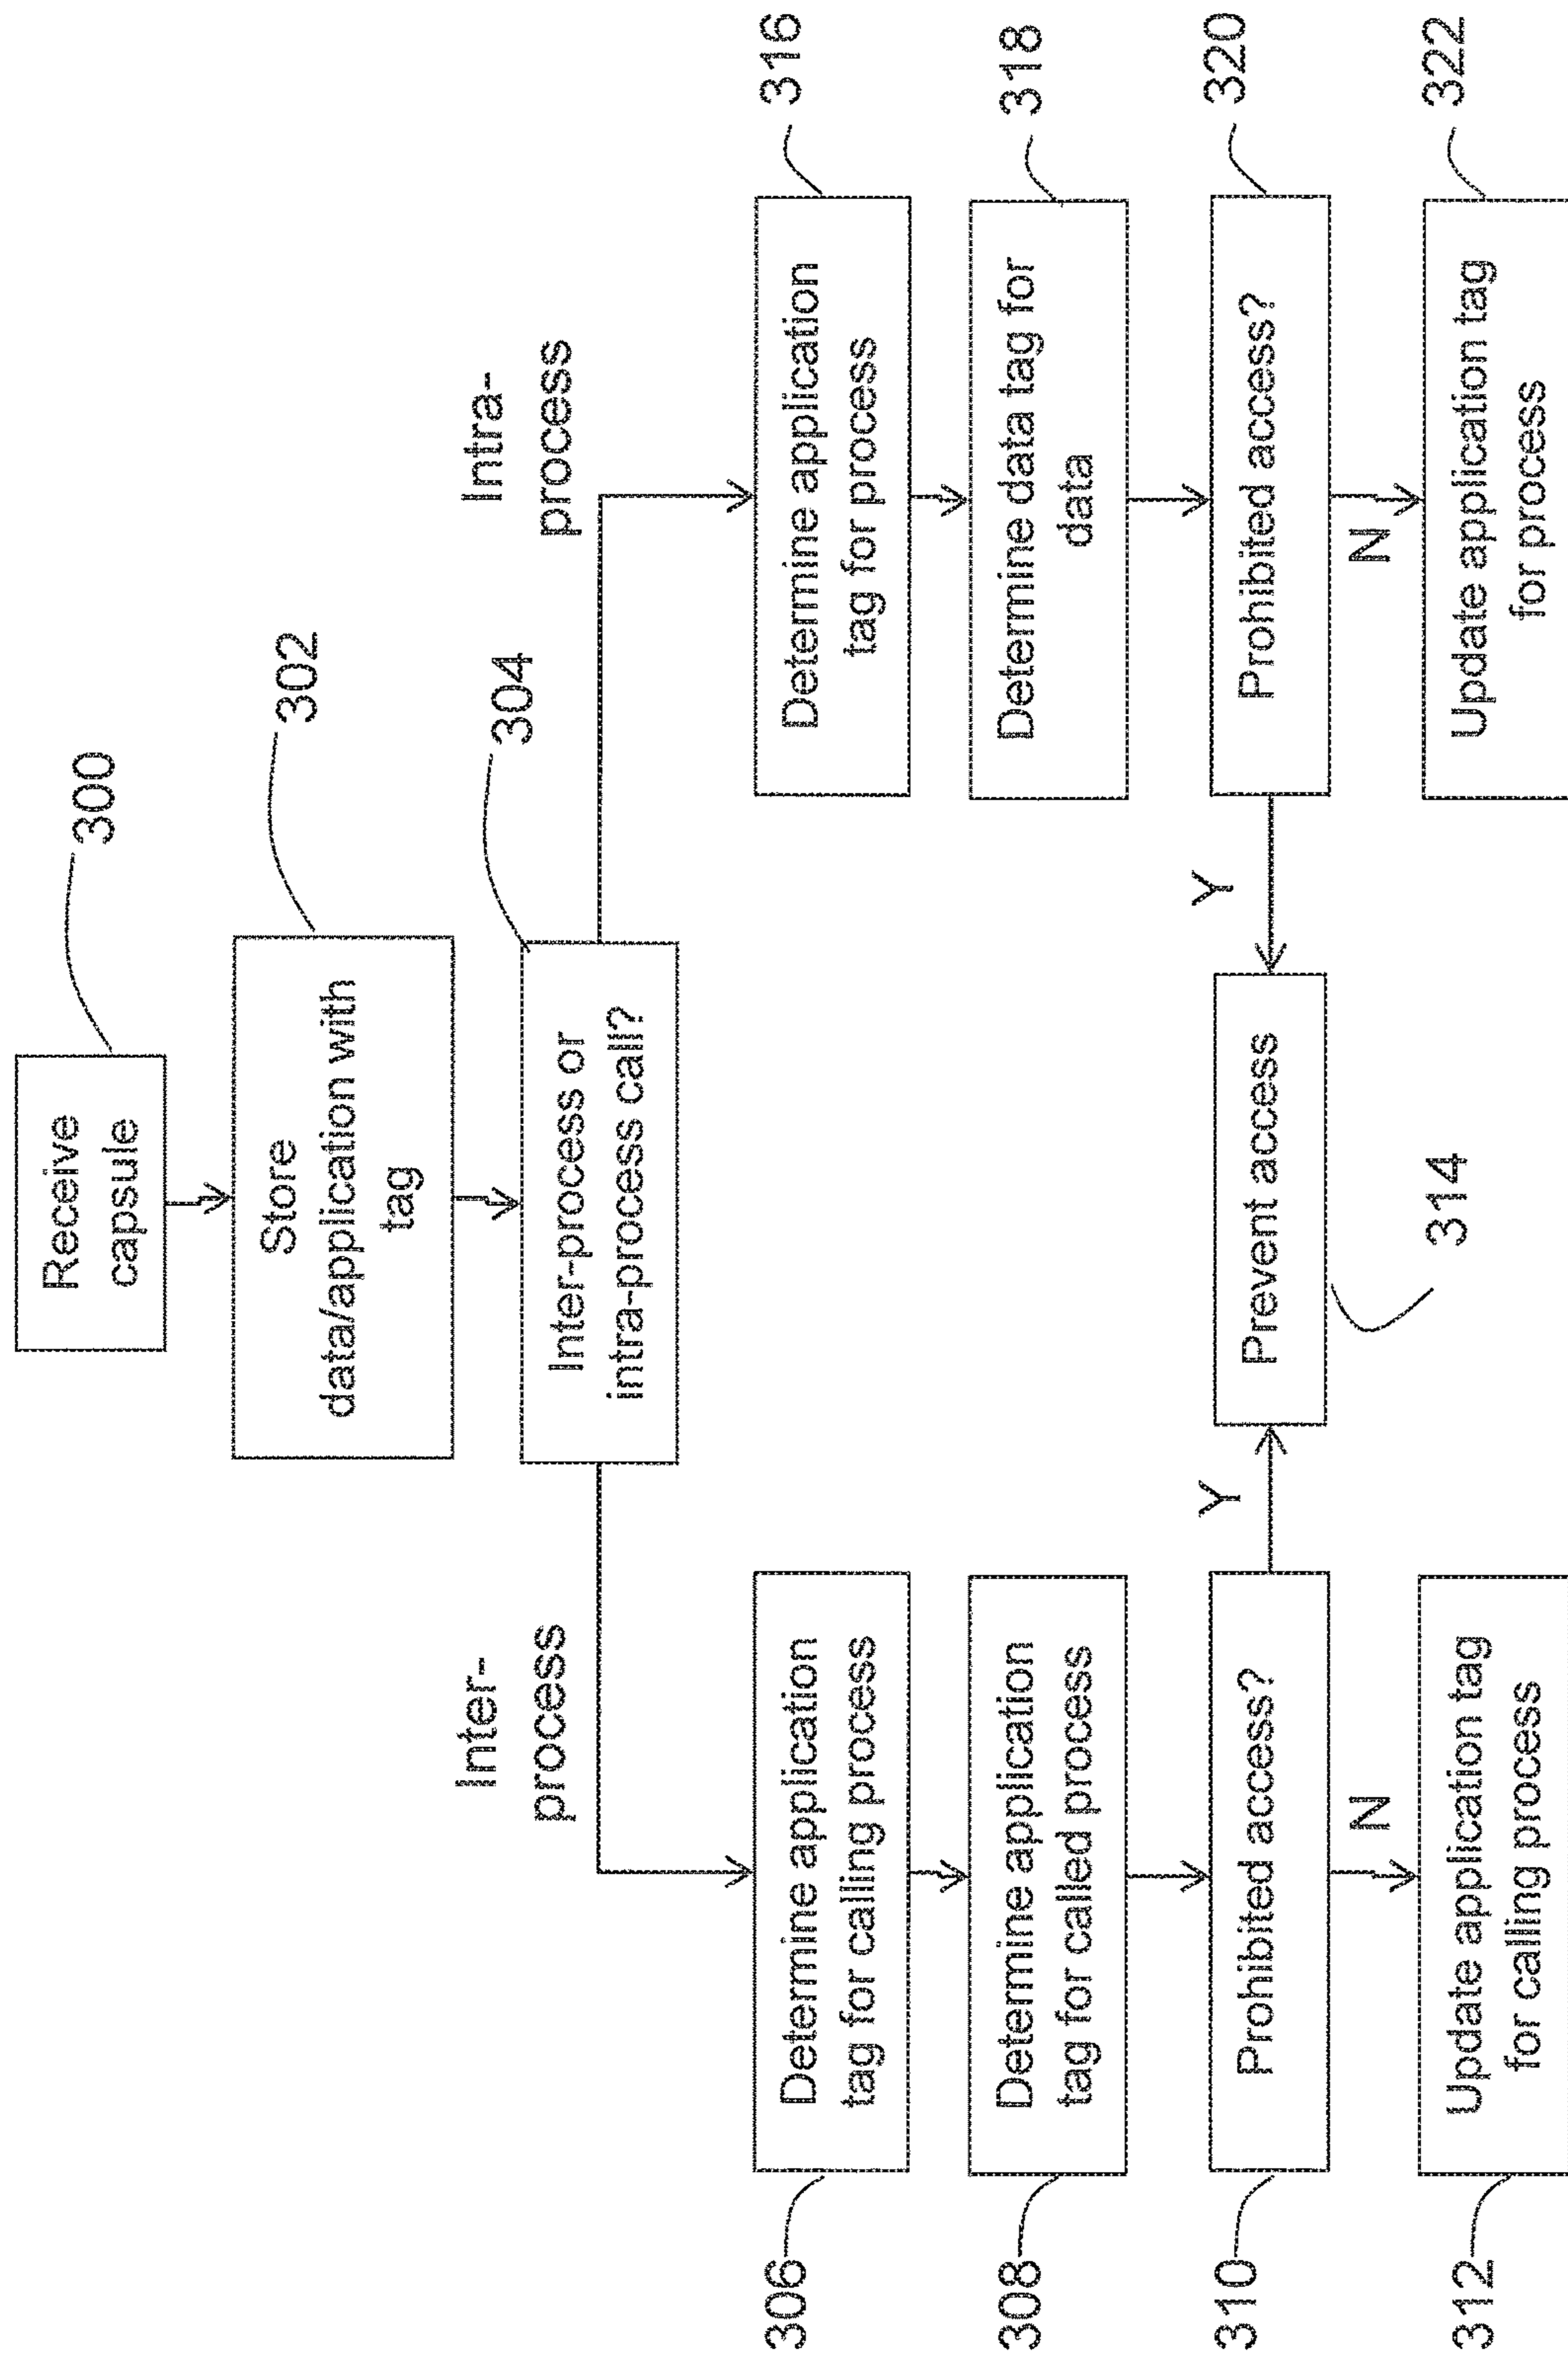 Receive
capsule
300
Store
data/application with
tag
302
Inter-process or
intra-process call?
304
Inter-
process
Intra-
process
306
Determine application
tag for calling process
Determine application
tag for process
316
308
Determine application
tag for called process
Determine data tag for
data
318
310
Prohibited access?
Y
Prevent access
314
Y
Prohibited access?
320
N
N
312
Update application tag
for calling process
Update application tag
for process
322